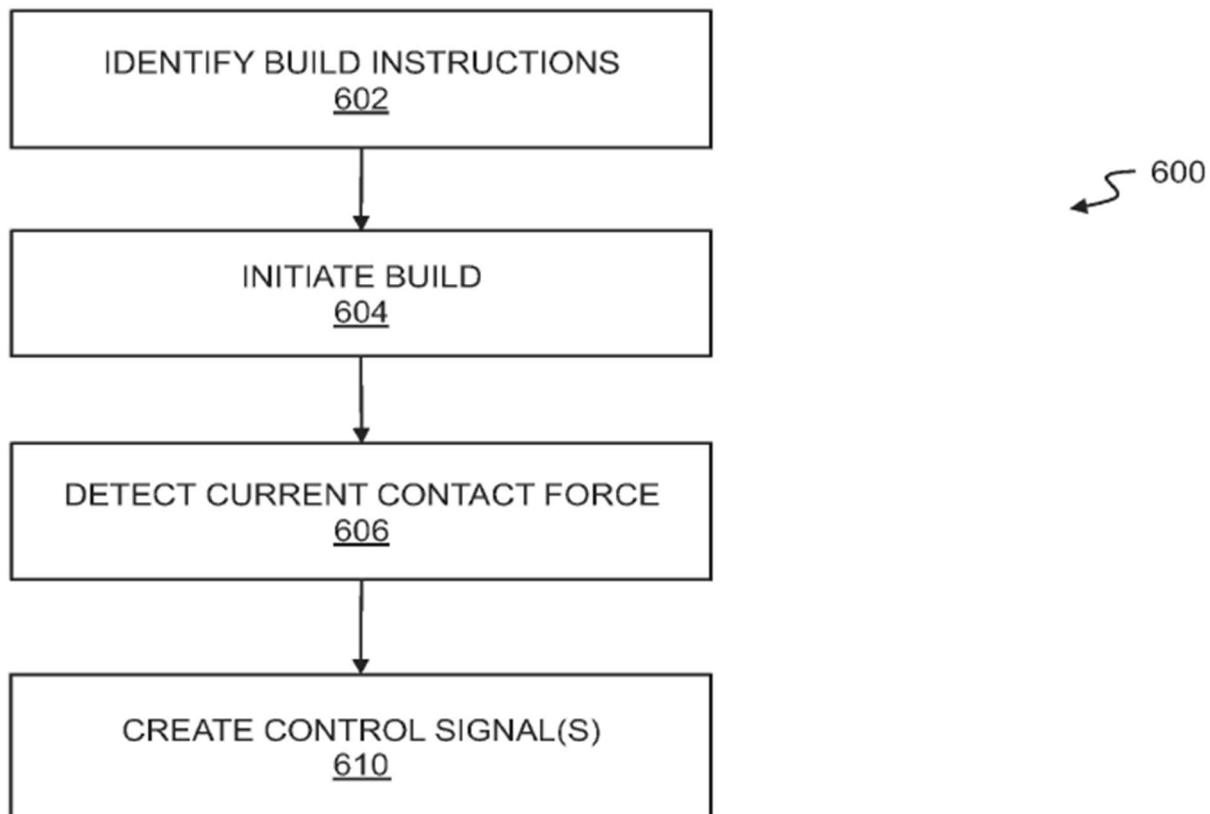 IDENTIFY BUILD INSTRUCTIONS
602
600
INITIATE BUILD
604
DETECT CURRENT CONTACT FORCE
606
CREATE CONTROL SIGNAL(S)
610